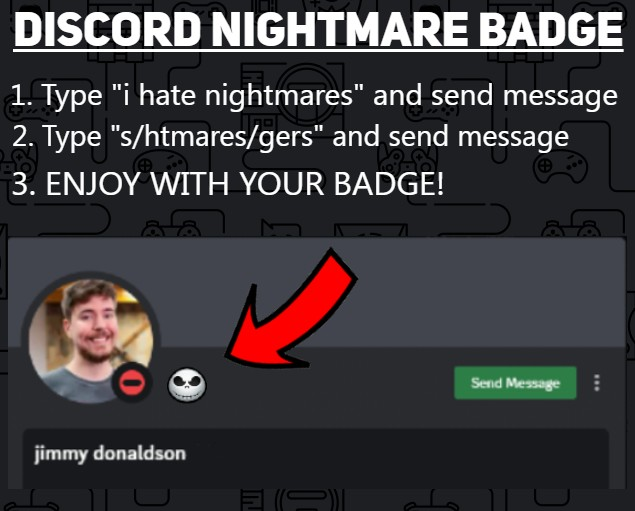 DISCORD NIGHTMARE BADGE
1. Type "i hate nightmares" and send message
2. Type "s/htmares/gers" and send message
3. ENJOY WITH YOUR BADGE!
Send Message
jimmy donaldson